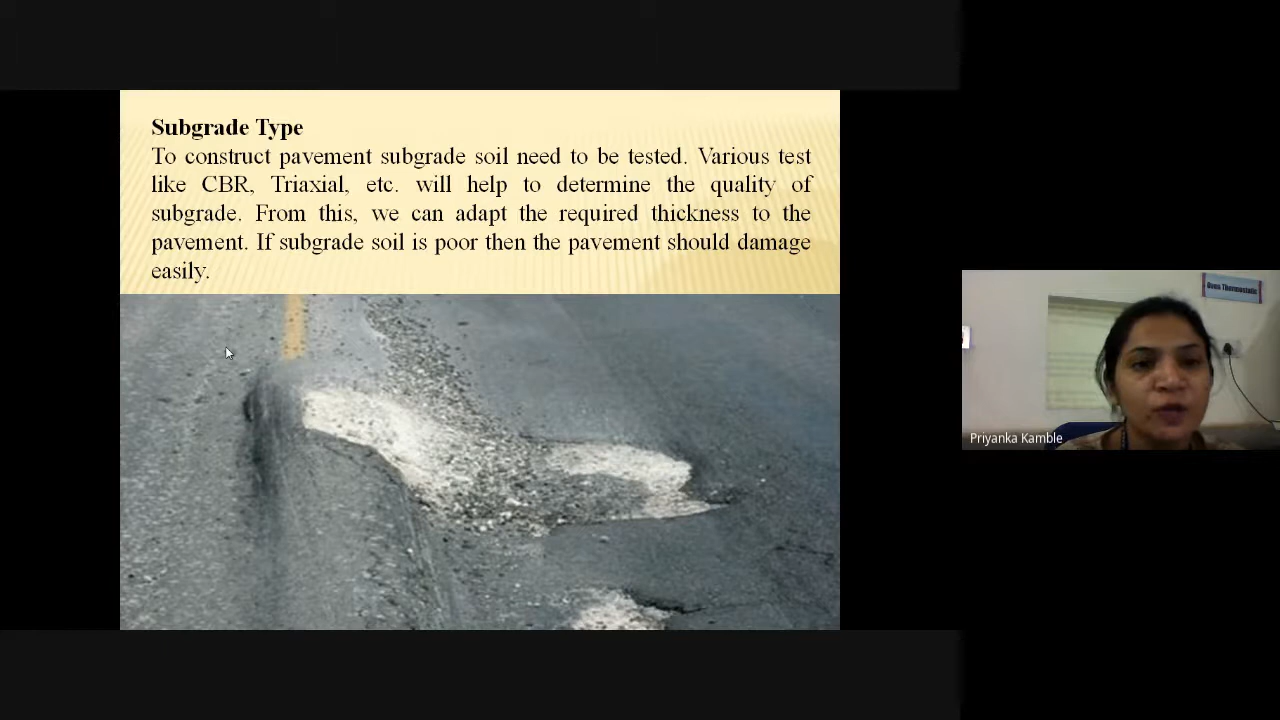 Subgrade Type
To construct pavement subgrade soil need to be tested. Various test
like CBR, Triaxial, etc. will help to determine the quality of
subgrade. From this, we can adapt the required thickness to the
pavement. If subgrade soil is poor then the pavement should damage
easily.
Priyanka Kamble